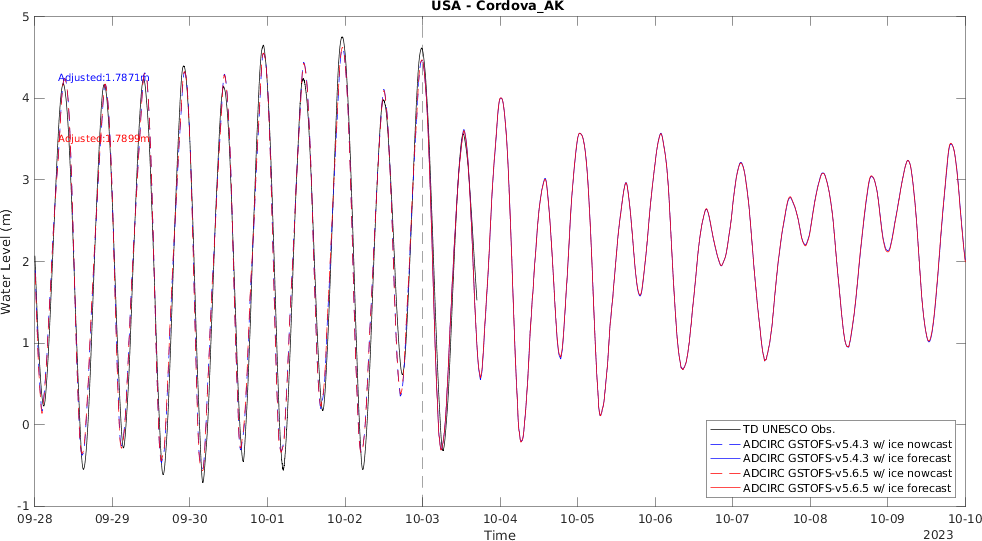 USA - Cordova_AK
5
4
3
2
1
0
-1
Water Level (m)
Adjusted:1.7871m
Adjusted:1.7899m
TD UNESCO Obs.
ADCIRC GSTOFS-v5.4.3 w/ ice nowcast
ADCIRC GSTOFS-v5.4.3 w/ ice forecast
ADCIRC GSTOFS-v5.6.5 w/ ice nowcast
ADCIRC GSTOFS-v5.6.5 w/ ice forecast
09-28 09-29 09-30 10-01 10-02 10-03 10-04 10-05 10-06 10-07 10-08 10-09 10-10
Time
2023